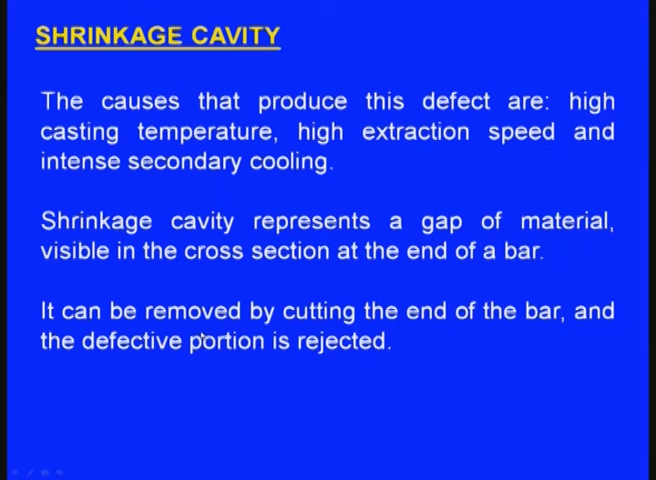 SHRINKAGE CAVITY
The causes that produce this defect are: high
casting temperature, high extraction speed and
intense secondary cooling.
Shrinkage cavity represents a gap of material,
visible in the cross section at the end of a bar.
It can be removed by cutting the end of the bar, and
the defective portion is rejected.